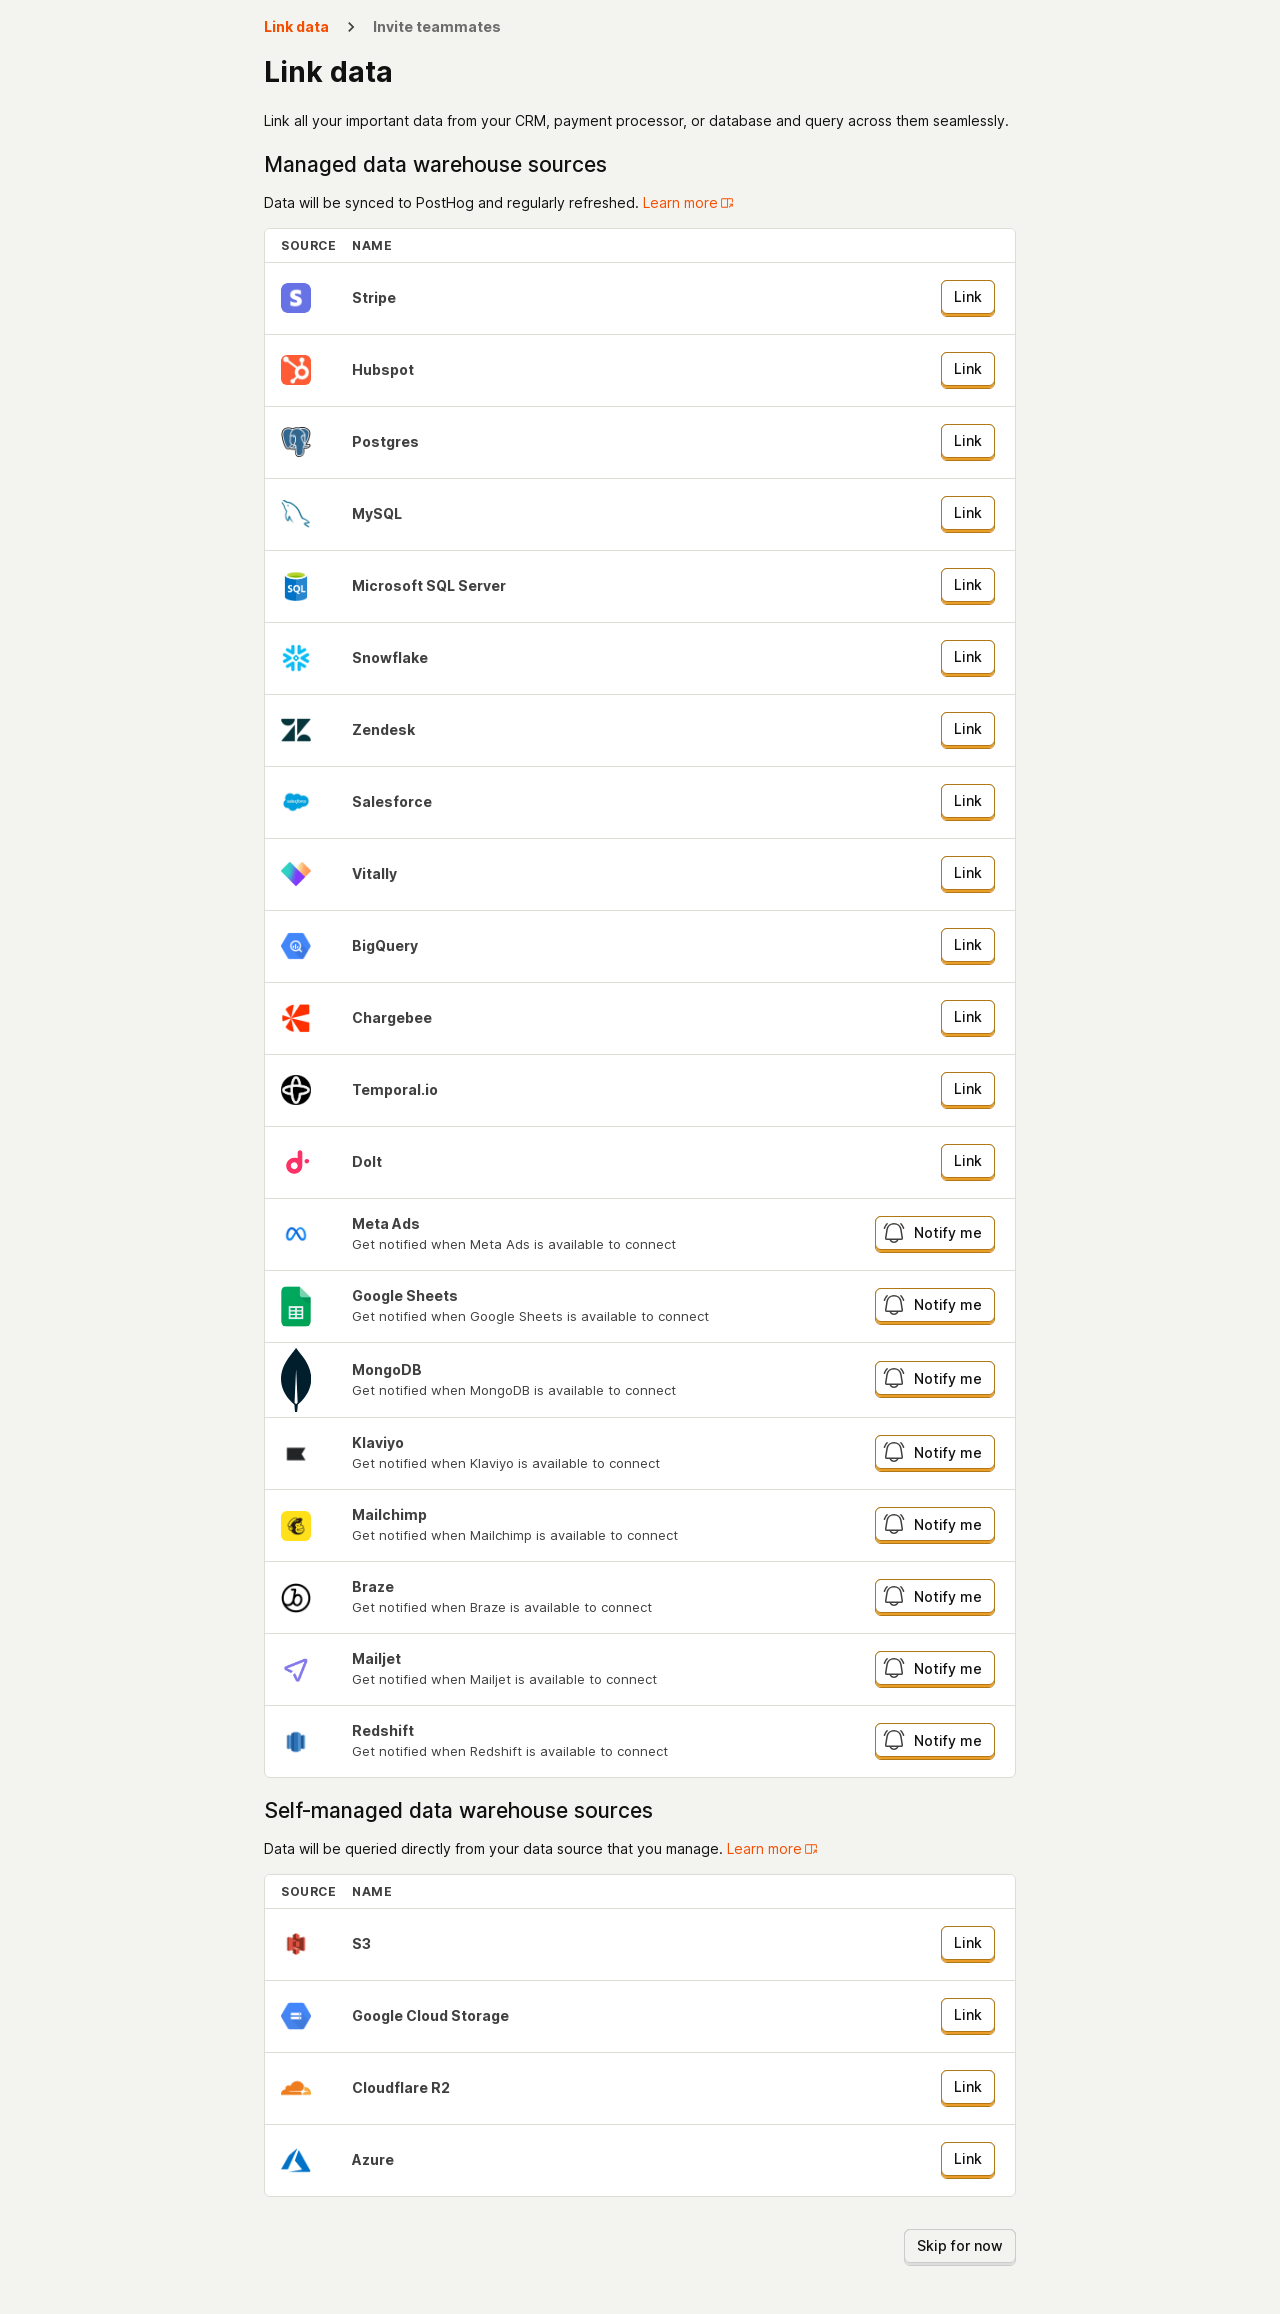 Link data > Invite teammates
Link data
Link all your important data from your CRM, payment processor, or database and query across them seamlessly.
Managed data warehouse sources
Data will be synced to PostHog and regularly refreshed. Learn more
SOURCE NAME
S Stripe Link
Hubspot Link
Postgres Link
MySQL Link
SQL Microsoft SQL Server Link
Snowflake Link
Zendesk Link
salesforce Salesforce Link
Vitally Link
BigQuery Link
Chargebee Link
Temporal.io Link
DoIt Link
Meta Ads
Get notified when Meta Ads is available to connect Notify me
Google Sheets
Get notified when Google Sheets is available to connect Notify me
MongoDB
Get notified when MongoDB is available to connect Notify me
Klaviyo
Get notified when Klaviyo is available to connect Notify me
Mailchimp
Get notified when Mailchimp is available to connect Notify me
Braze
Get notified when Braze is available to connect Notify me
Mailjet
Get notified when Mailjet is available to connect Notify me
Redshift
Get notified when Redshift is available to connect Notify me
Self-managed data warehouse sources
Data will be queried directly from your data source that you manage. Learn more
SOURCE NAME
S3 Link
Google Cloud Storage Link
Cloudflare R2 Link
Azure Link
Skip for now